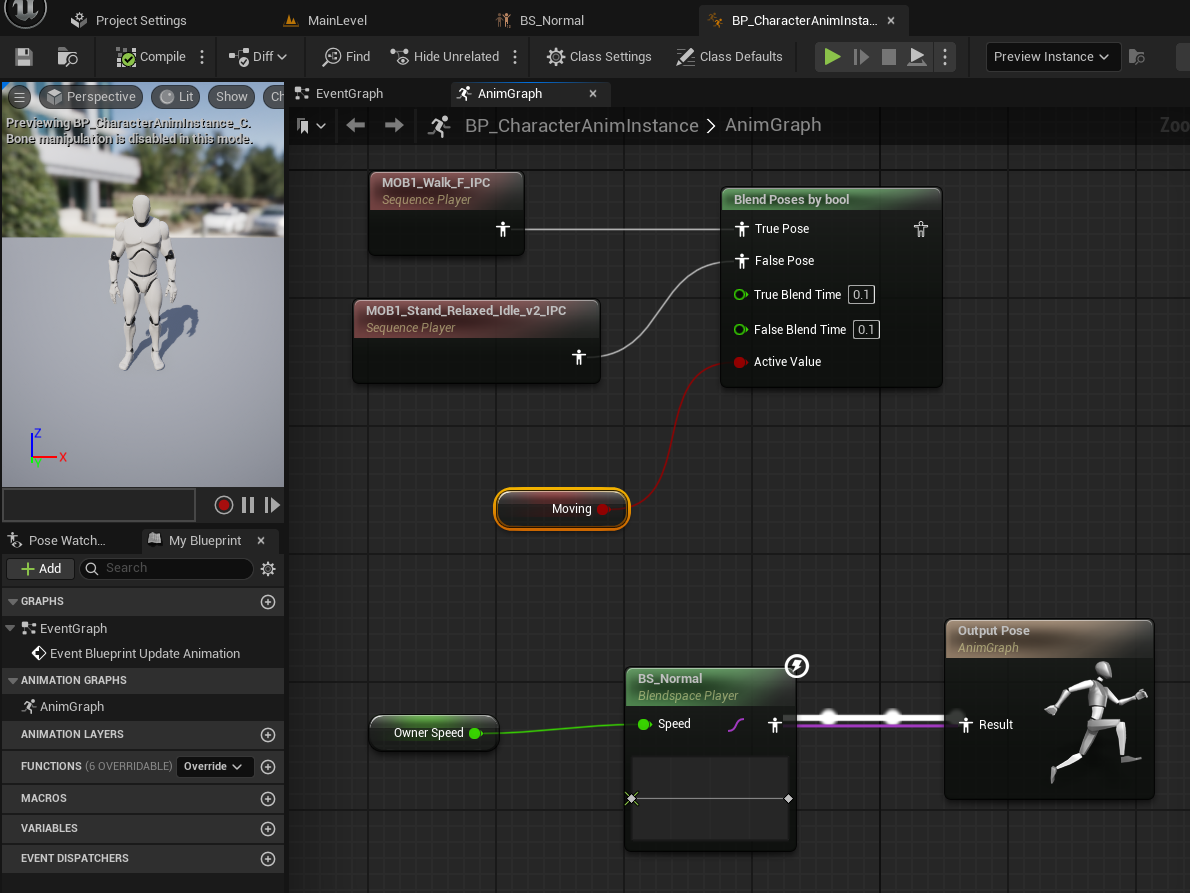 Project Settings
MainLevel
BS_Normal
BP_CharacterAnimInsta...
Compile
Diff
Find
Hide Unrelated
Class Settings
Class Defaults
Preview Instance
Perspective
Lit
Show
Ch
Previewing BP_CharacterAnimInstance_C.
Bone manipulation is disabled in this mode.
Z
X
Y
EventGraph
AnimGraph
BP_CharacterAnimInstance > AnimGraph
Zoo
MOB1_Walk_F_IPC
Sequence Player
MOB1_Stand_Relaxed_Idle_v2_IPC
Sequence Player
Blend Poses by bool
True Pose
False Pose
True Blend Time 0.1
False Blend Time 0.1
Active Value
Moving
Owner Speed
BS_Normal
Blendspace Player
Speed
Output Pose
AnimGraph
Result
Pose Watch...
My Blueprint
Add
Search
GRAPHS
EventGraph
Event Blueprint Update Animation
ANIMATION GRAPHS
AnimGraph
ANIMATION LAYERS
FUNCTIONS (6 OVERRIDABLE) Override
MACROS
VARIABLES
EVENT DISPATCHERS